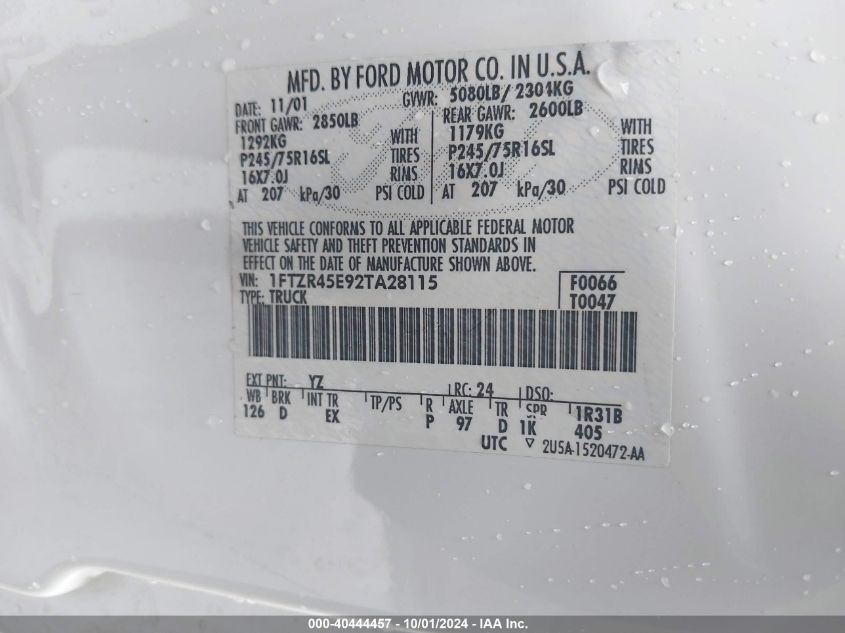 MFD. BY FORD MOTOR CO. IN U.S.A.
DATE: 11/01 GVWR: 5080LB/ 2304KG
FRONT GAWR: 2850LB REAR GAWR: 2600LB
1292KG WITH 1179KG WITH
P245/75R16SL TIRES P245/75R16SL TIRES
16X7.0J RIMS 16X7.0J RIMS
AT 207 kPa/30 PSI COLD AT 207 kPa/30 PSI COLD
THIS VEHICLE CONFORMS TO ALL APPLICABLE FEDERAL MOTOR
VEHICLE SAFETY AND THEFT PREVENTION STANDARDS IN
EFFECT ON THE DATE OF MANUFACTURE SHOWN ABOVE.
VIN: 1FTZR45E92TA28115 F0066
TYPE: TRUCK T0047
EXT PNT: YZ RC: 24 DSO:
WB BRK INT TR TP/PS R AXLE TR SPR 1R31B
126 D EX P 97 D 1K 405
UTC 2U5A-1520472-AA
000-40444457 - 10/01/2024 - IAA Inc.